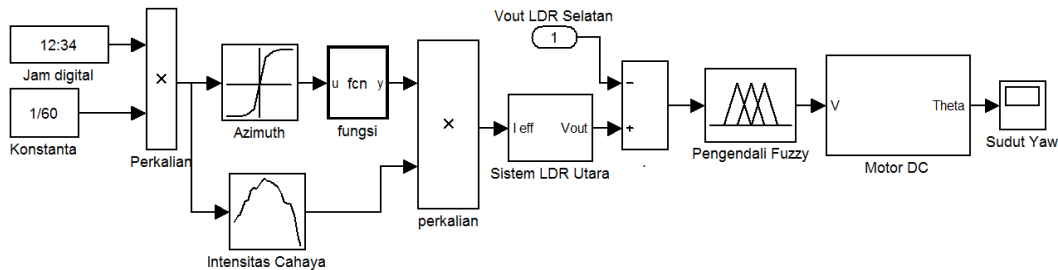 12:34
Jam digital
1/60
Konstanta
×
Perkalian
Azimuth
u fcn y
fungsi
Intensitas Cahaya
×
perkalian
Vout LDR Selatan
1
I eff Vout
Sistem LDR Utara
−
+
.
Pengendali Fuzzy
V Theta
Motor DC
Sudut Yaw